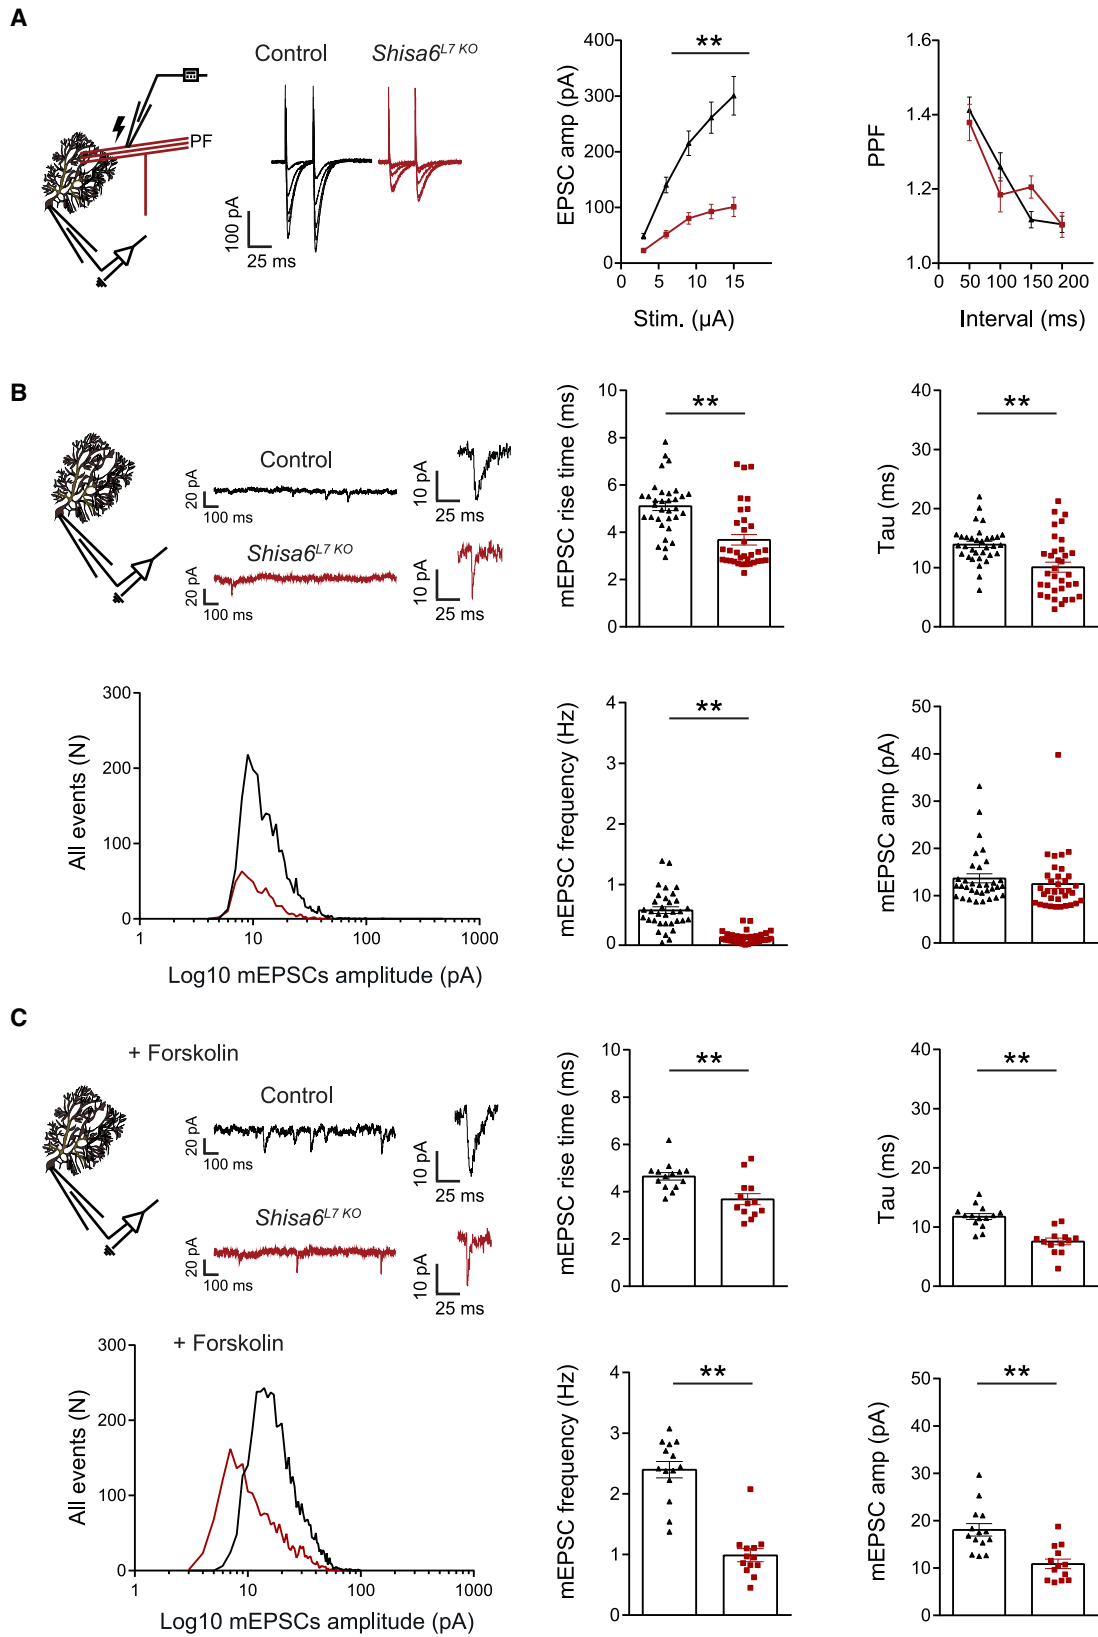 A
Control
Shisa6^L7 KO
PF
100 pA
25 ms
**
EPSC amp (pA)
400
300
200
100
0
0 5 10 15
Stim. (µA)
PPF
1.6
1.4
1.2
1.0
0 50 100 150 200
Interval (ms)
B
Control
20 pA
100 ms
10 pA
25 ms
Shisa6^L7 KO
20 pA
100 ms
10 pA
25 ms
**
mEPSC rise time (ms)
10
8
6
4
2
0
**
Tau (ms)
40
30
20
10
0
All events (N)
300
200
100
0
1 10 100 1000
Log10 mEPSCs amplitude (pA)
**
mEPSC frequency (Hz)
4
3
2
1
0
mEPSC amp (pA)
50
40
30
20
10
0
C
+ Forskolin
Control
20 pA
100 ms
10 pA
25 ms
Shisa6^L7 KO
20 pA
100 ms
10 pA
25 ms
**
mEPSC rise time (ms)
10
8
6
4
2
0
**
Tau (ms)
40
30
20
10
0
+ Forskolin
All events (N)
300
200
100
0
1 10 100 1000
Log10 mEPSCs amplitude (pA)
**
mEPSC frequency (Hz)
4
3
2
1
0
**
mEPSC amp (pA)
50
40
30
20
10
0